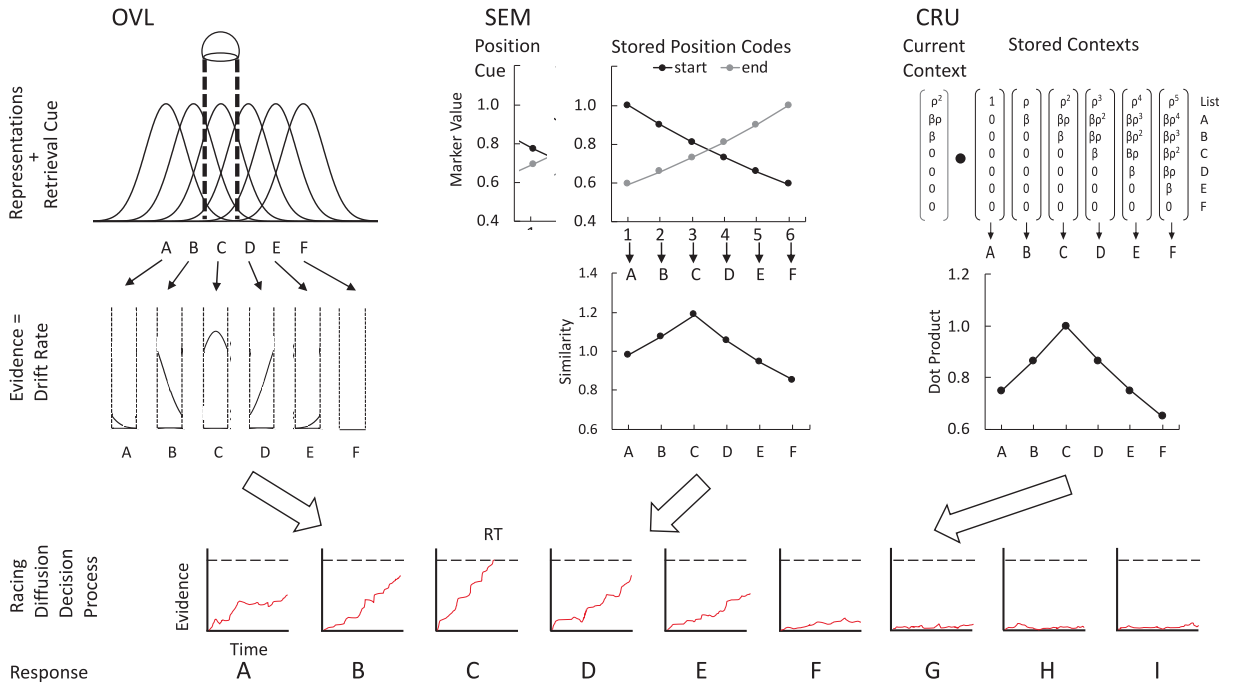 OVL
SEM
CRU
Representations
+
Retrieval Cue
A B C D E F
Evidence =
Drift Rate
A B C D E F
Position
Cue
Stored Position Codes
start end
Marker Value
1.0
0.8
0.6
0.4
1.0
0.8
0.6
0.4
1 2 3 4 5 6
A B C D E F
Similarity
1.4
1.2
1.0
0.8
0.6
A B C D E F
Current
Context
Stored Contexts
ρ² 1 ρ ρ² ρ³ ρ⁴ ρ⁵ List
βρ 0 β βρ βρ² βρ³ βρ⁴ A
β 0 0 β βρ βρ² βρ³ B
0 0 0 0 β Bρ βρ² C
0 0 0 0 0 β βρ D
0 0 0 0 0 0 β E
0 0 0 0 0 0 0 F
A B C D E F
Dot Product
1.2
1.0
0.8
0.6
A B C D E F
Racing
Diffusion
Decision
Process
Evidence
Time
RT
Response
A B C D E F G H I